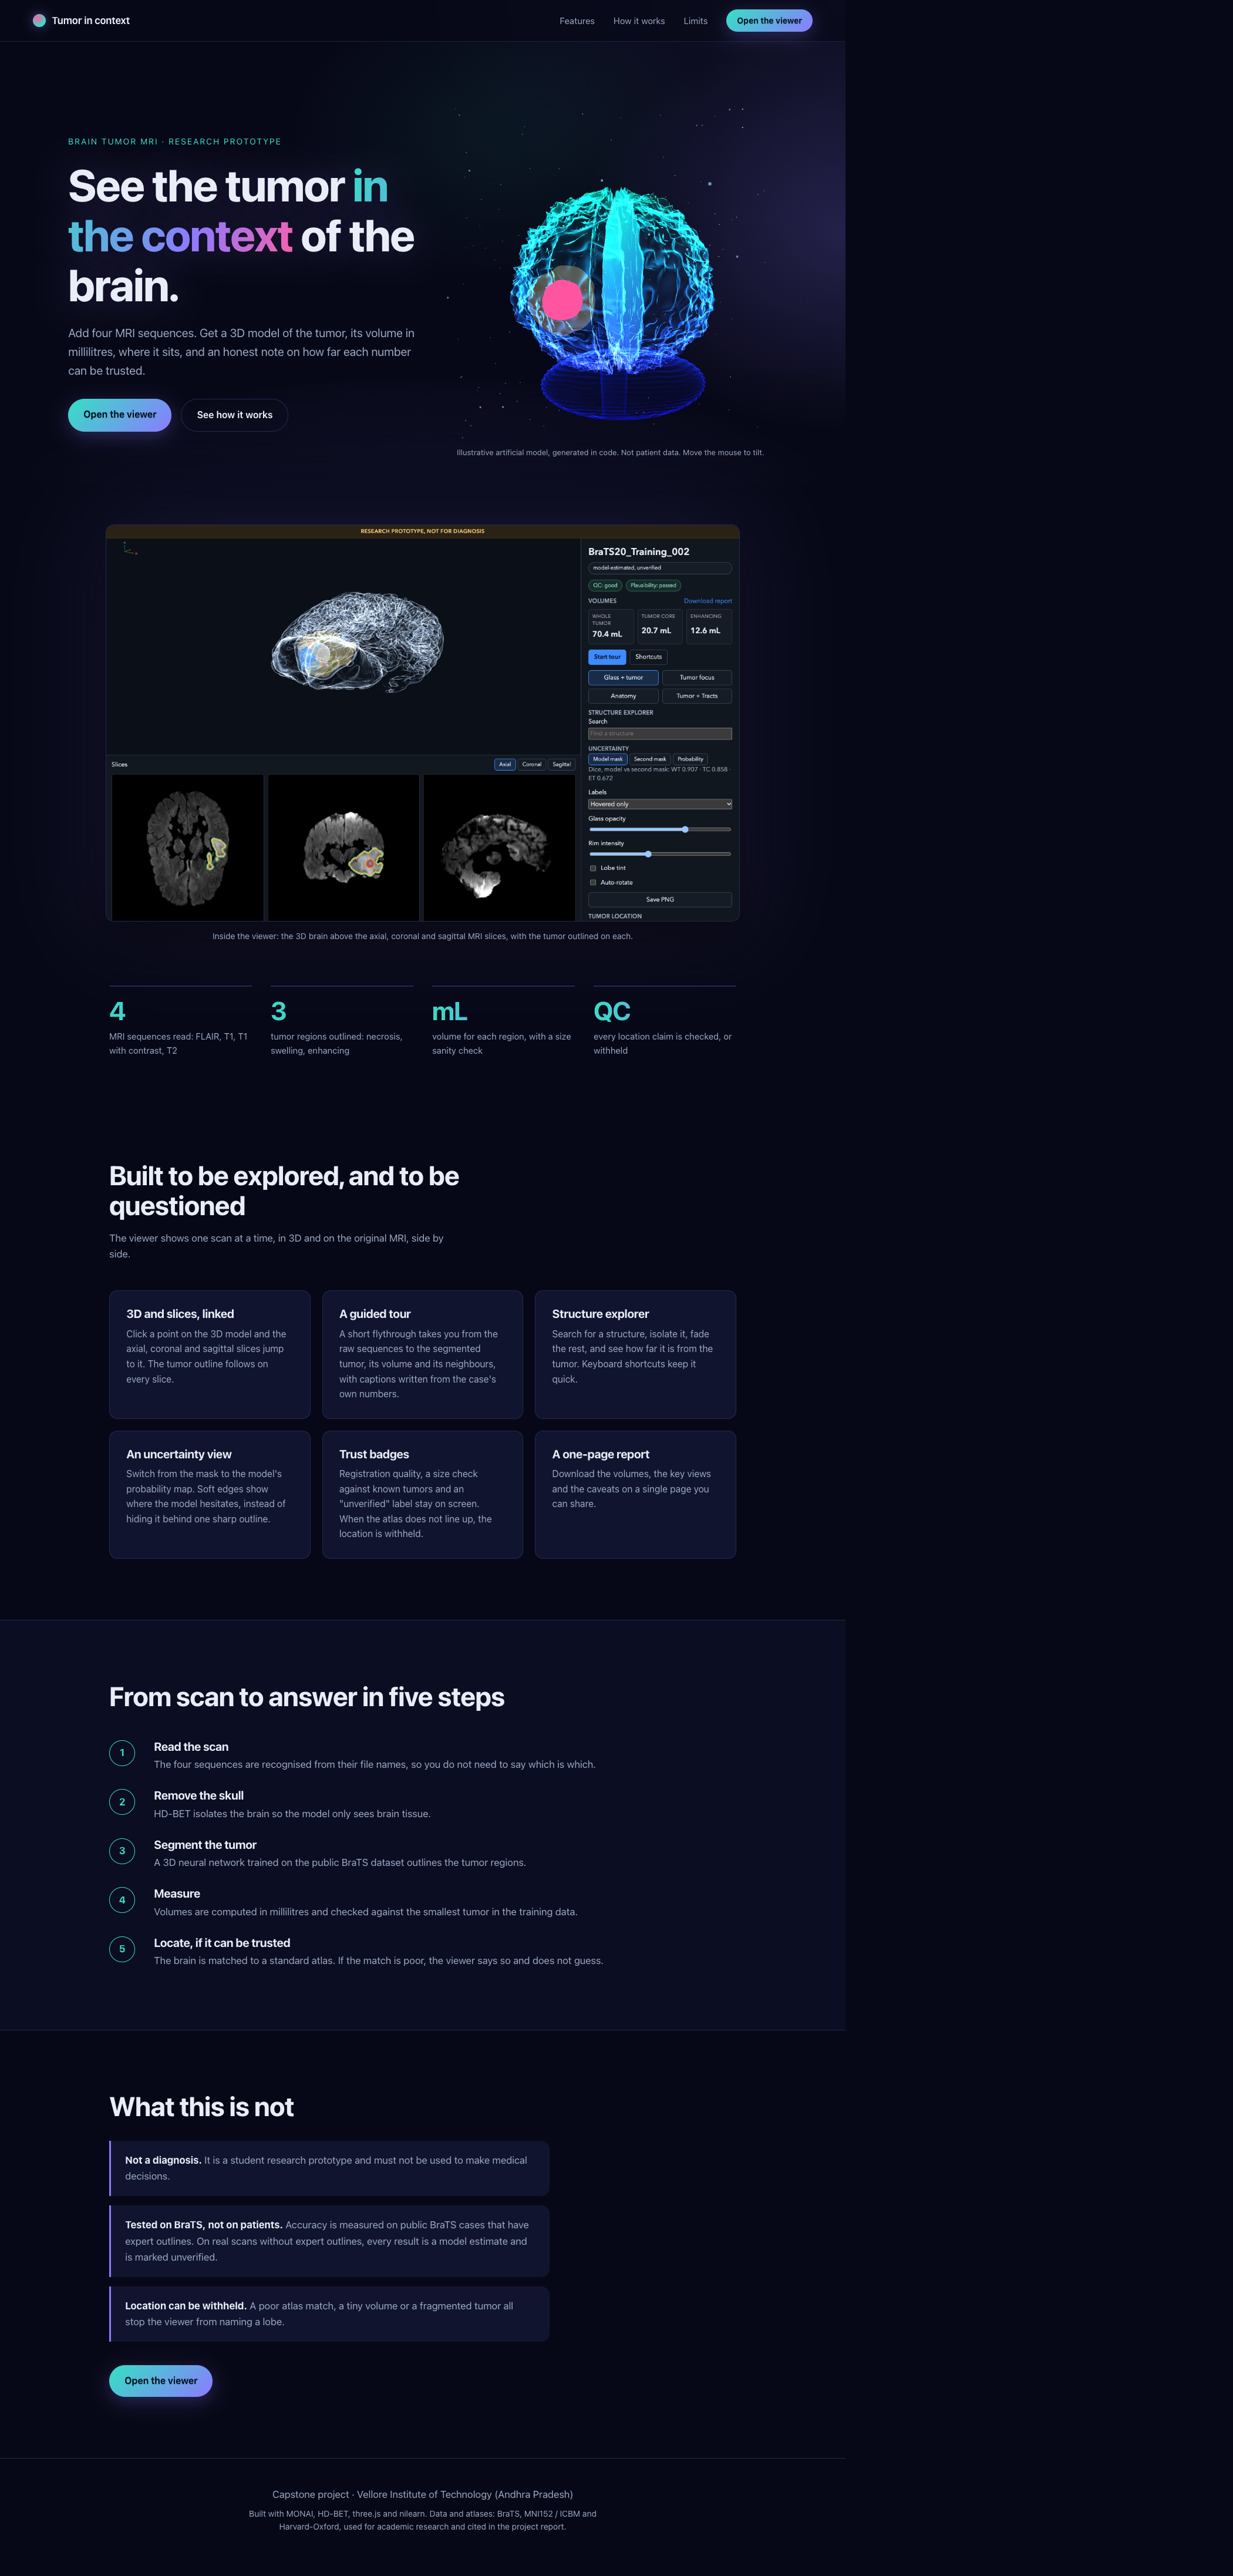 Tumor in context
Features
How it works
Limits
Open the viewer
BRAIN TUMOR MRI · RESEARCH PROTOTYPE
See the tumor in
the context of the
brain.
Add four MRI sequences. Get a 3D model of the tumor, its volume in
millilitres, where it sits, and an honest note on how far each number
can be trusted.
Open the viewer
See how it works
Illustrative artificial model, generated in code. Not patient data. Move the mouse to tilt.
RESEARCH PROTOTYPE, NOT FOR DIAGNOSIS
BraTS20_Training_002
model-estimated, unverified
QC: good
Plausibility: passed
VOLUMES
Download report
WHOLE
TUMOR
70.4 mL
TUMOR CORE
20.7 mL
ENHANCING
12.6 mL
Start tour
Shortcuts
Glass + tumor
Tumor focus
Anatomy
Tumor + Tracts
STRUCTURE EXPLORER
Search
Find a structure
UNCERTAINTY
Model mask
Second mask
Probability
Dice, model vs second mask: WT 0.907 · TC 0.858 ·
ET 0.672
Labels
Hovered only
Glass opacity
Rim intensity
Lobe tint
Auto-rotate
Save PNG
TUMOR LOCATION
Slices
Axial
Coronal
Sagittal
Inside the viewer: the 3D brain above the axial, coronal and sagittal MRI slices, with the tumor outlined on each.
4
MRI sequences read: FLAIR, T1, T1
with contrast, T2
3
tumor regions outlined: necrosis,
swelling, enhancing
mL
volume for each region, with a size
sanity check
QC
every location claim is checked, or
withheld
Built to be explored, and to be
questioned
The viewer shows one scan at a time, in 3D and on the original MRI, side by
side.
3D and slices, linked
Click a point on the 3D model and the
axial, coronal and sagittal slices jump
to it. The tumor outline follows on
every slice.
A guided tour
A short flythrough takes you from the
raw sequences to the segmented
tumor, its volume and its neighbours,
with captions written from the case's
own numbers.
Structure explorer
Search for a structure, isolate it, fade
the rest, and see how far it is from the
tumor. Keyboard shortcuts keep it
quick.
An uncertainty view
Switch from the mask to the model's
probability map. Soft edges show
where the model hesitates, instead of
hiding it behind one sharp outline.
Trust badges
Registration quality, a size check
against known tumors and an
"unverified" label stay on screen.
When the atlas does not line up, the
location is withheld.
A one-page report
Download the volumes, the key views
and the caveats on a single page you
can share.
From scan to answer in five steps
1
Read the scan
The four sequences are recognised from their file names, so you do not need to say which is which.
2
Remove the skull
HD-BET isolates the brain so the model only sees brain tissue.
3
Segment the tumor
A 3D neural network trained on the public BraTS dataset outlines the tumor regions.
4
Measure
Volumes are computed in millilitres and checked against the smallest tumor in the training data.
5
Locate, if it can be trusted
The brain is matched to a standard atlas. If the match is poor, the viewer says so and does not guess.
What this is not
Not a diagnosis. It is a student research prototype and must not be used to make medical
decisions.
Tested on BraTS, not on patients. Accuracy is measured on public BraTS cases that have
expert outlines. On real scans without expert outlines, every result is a model estimate and
is marked unverified.
Location can be withheld. A poor atlas match, a tiny volume or a fragmented tumor all
stop the viewer from naming a lobe.
Open the viewer
Capstone project · Vellore Institute of Technology (Andhra Pradesh)
Built with MONAI, HD-BET, three.js and nilearn. Data and atlases: BraTS, MNI152 / ICBM and
Harvard-Oxford, used for academic research and cited in the project report.